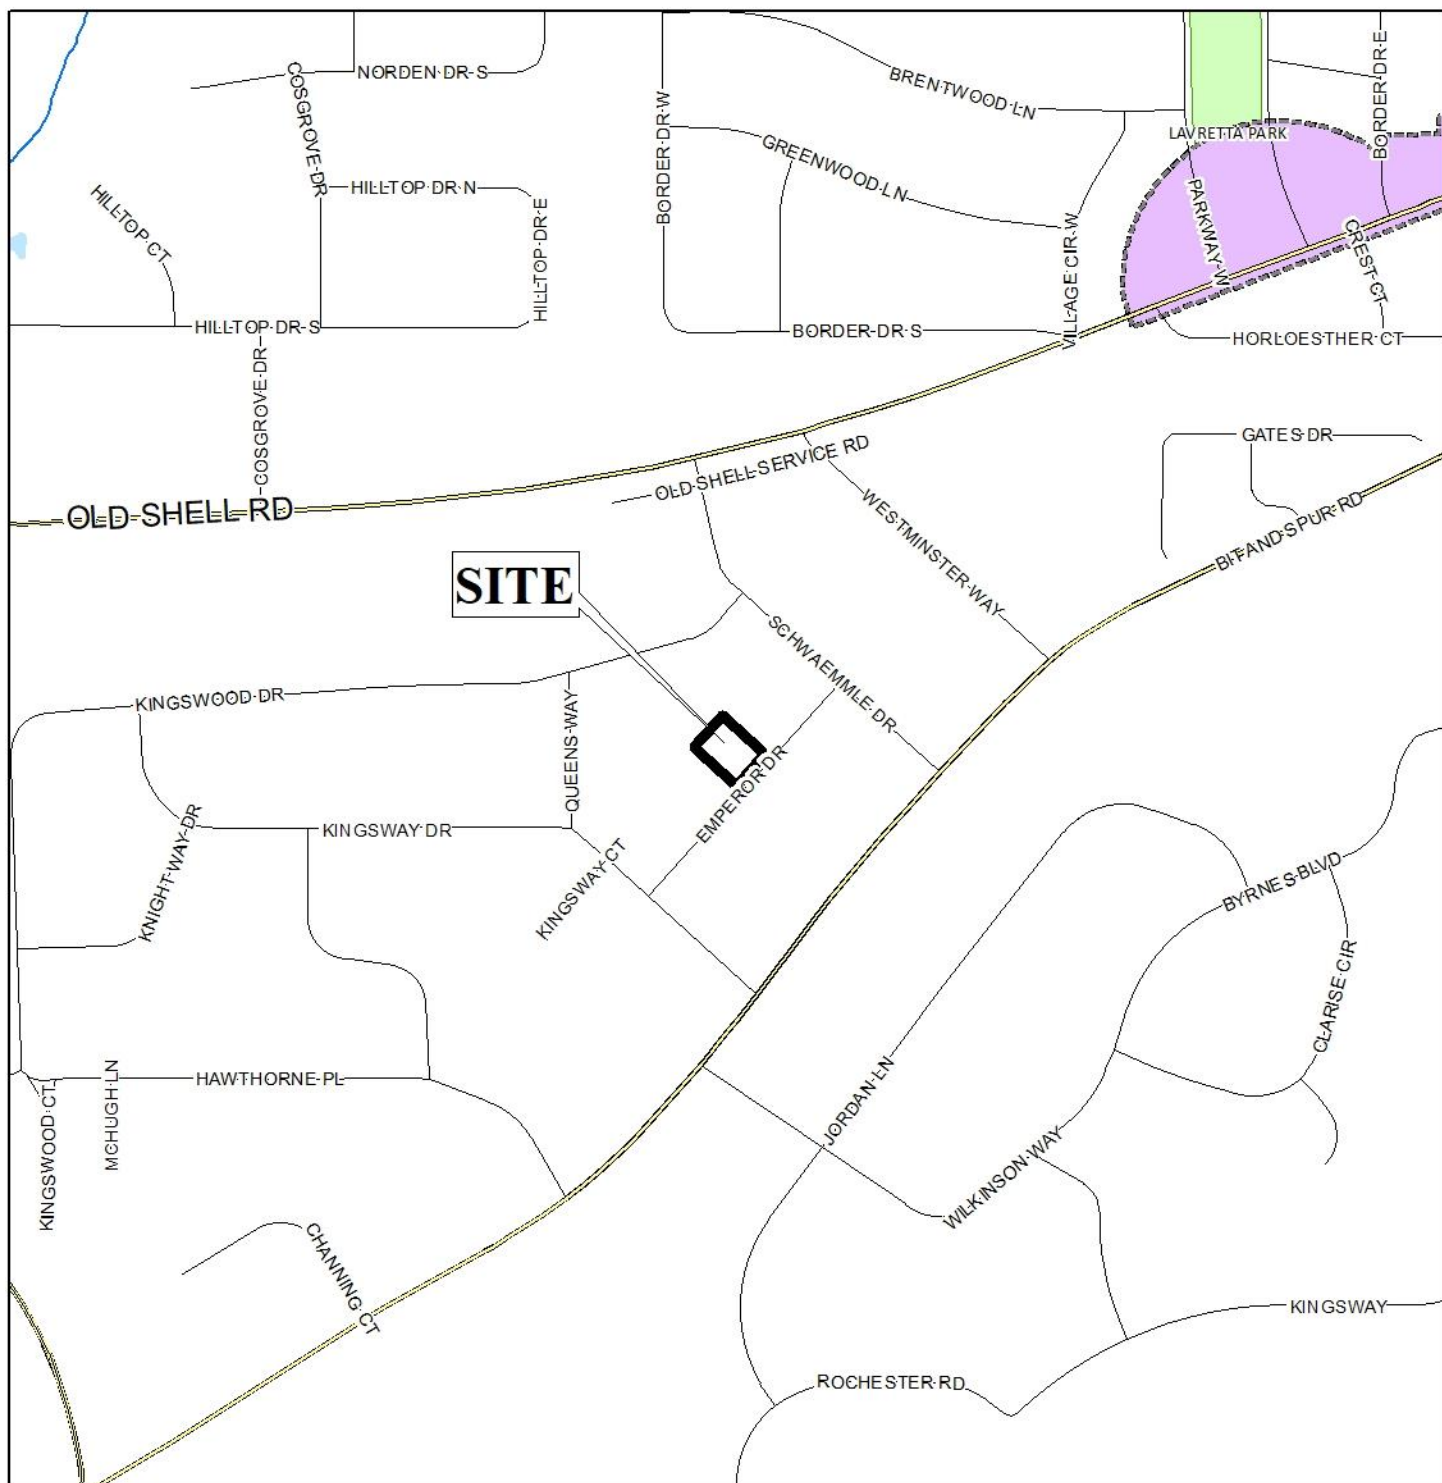 NORDEN DR S
COSGROVE DR
BORDER DR W
BRENTWOOD LN
BORDER DR E
LAVRETTA PARK
GREENWOOD LN
HILLTOP DR N
HILLTOP CT
HILLTOP DR E
PARKWAY W
CREST CT
VILLAGE CIR W
HILLTOP DR S
BORDER DR S
HORLOESTHER CT
COSGROVE DR
GATES DR
OLD SHELL SERVICE RD
OLD SHELL RD
WESTMINSTER WAY
BIT AND SPUR RD
SITE
SCHWAEMMLE DR
KINGSWOOD DR
QUEENS WAY
EMPEROR DR
KINGSWAY DR
KNIGHT WAY DR
KINGSWAY CT
BYRNES BLVD
CLARISE CIR
HAWTHORNE PL
MCHUGH LN
KINGSWOOD CT
JORDAN LN
WILKINSON WAY
CHANNING CT
KINGSWAY
ROCHESTER RD